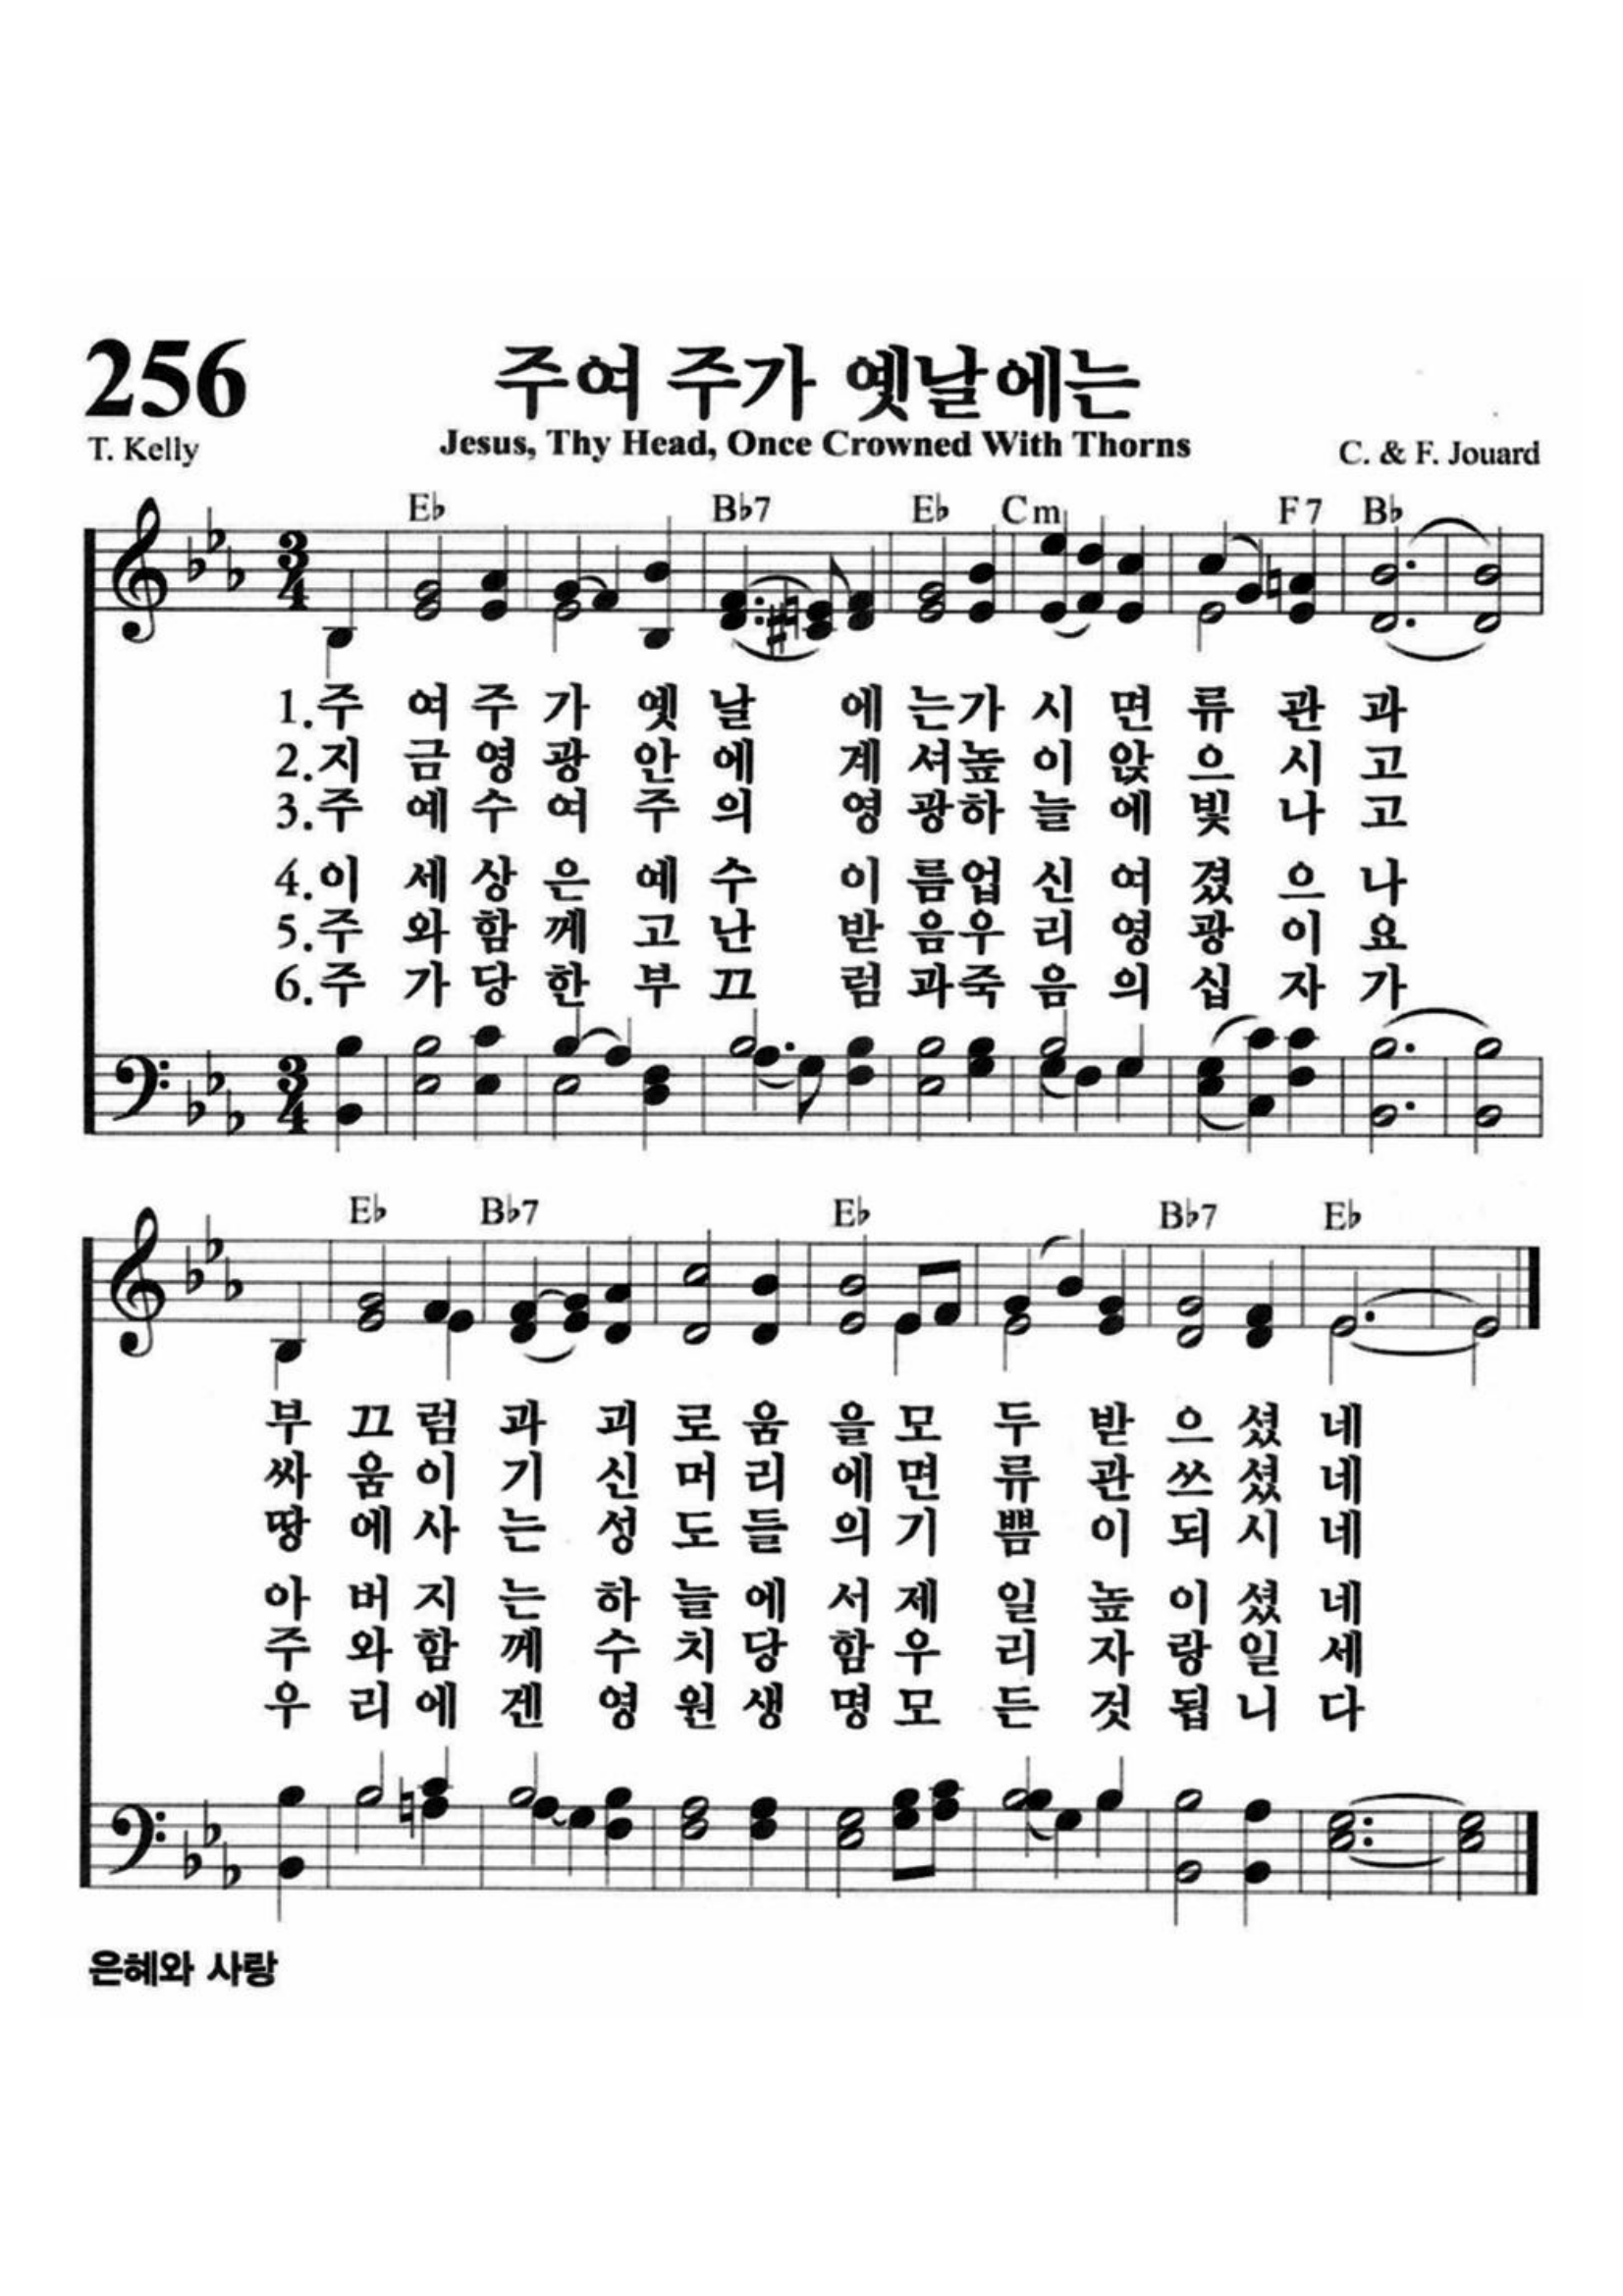 256
주여 주가 옛날에는
T. Kelly
Jesus, Thy Head, Once Crowned With Thorns
C. & F. Jouard
E♭ B♭7 E♭ Cm F7 B♭
1.주 여 주 가 옛 날 에 는 가 시 면 류 관 과
2.지 금 영 광 안 에 계 셔 높 이 앉 으 시 고
3.주 예 수 여 주 의 영 광 하 늘 에 빛 나 고
4.이 세 상 은 예 수 이 름 업 신 여 겼 으 나
5.주 와 함 께 고 난 받 음 우 리 영 광 이 요
6.주 가 당 한 부 끄 럼 과 죽 음 의 십 자 가
E♭ B♭7 E♭ B♭7 E♭
부 끄 럼 과 괴 로 움 을 모 두 받 으 셨 네
싸 움 이 기 신 머 리 에 면 류 관 쓰 셨 네
땅 에 사 는 성 도 들 의 기 쁨 이 되 시 네
아 버 지 는 하 늘 에 서 제 일 높 이 셨 네
주 와 함 께 수 치 당 함 우 리 자 랑 일 세
우 리 에 겐 영 원 생 명 모 든 것 됩 니 다
은혜와 사랑